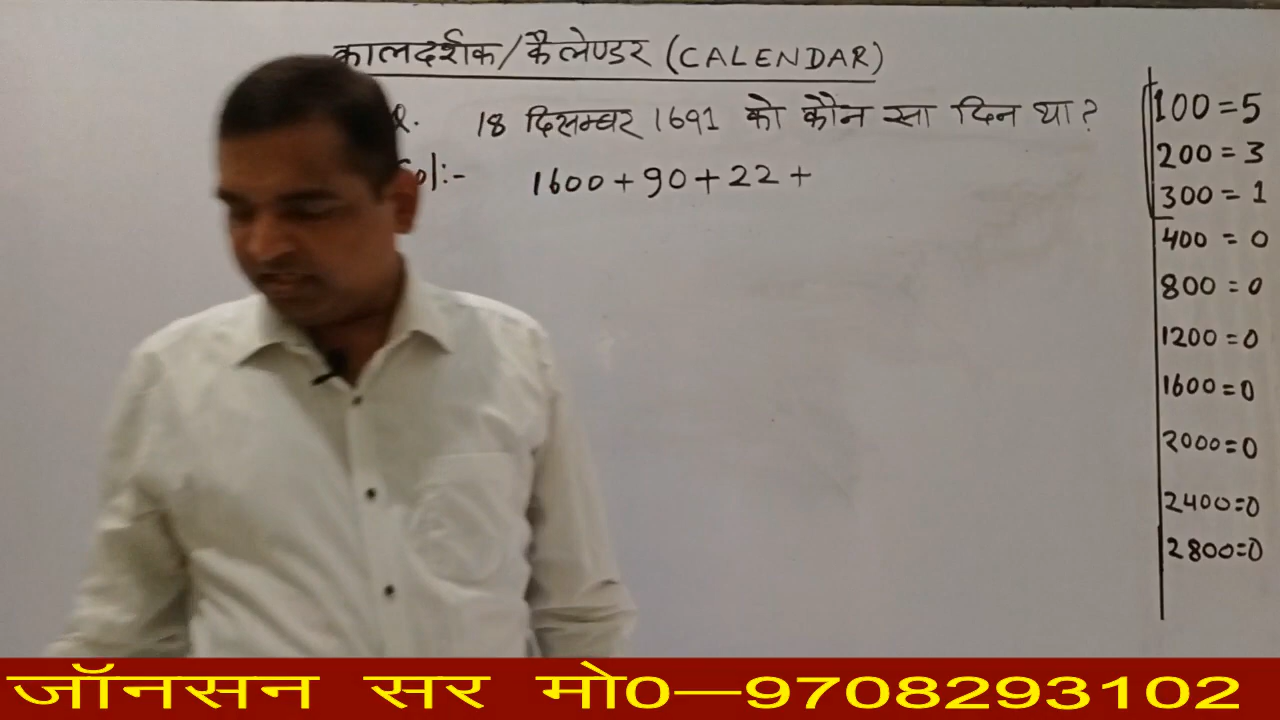 कालदर्शक/कैलेण्डर (CALENDAR)
Q. 18 दिसम्बर 1691 को कौन सा दिन था?
Sol:- 1600+90+22+
100=5
200=3
300=1
400=0
800=0
1200=0
1600=0
2000=0
2400=0
2800=0
जॉनसन सर मो0—9708293102